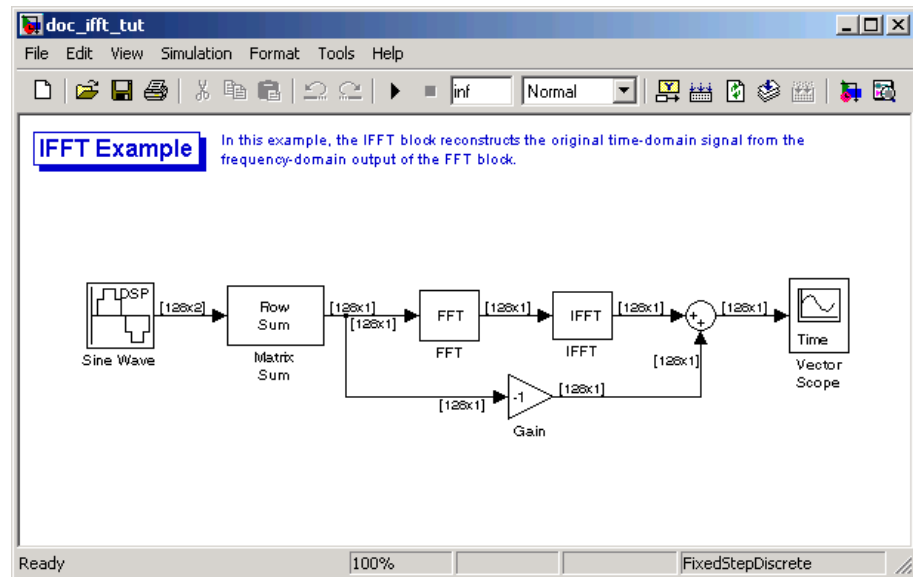 doc_ifft_tut
File Edit View Simulation Format Tools Help
inf Normal
IFFT Example
In this example, the IFFT block reconstructs the original time-domain signal from the
frequency-domain output of the FFT block.
DSP
Sine Wave
[128x2]
Row
Sum
Matrix
Sum
[128x1]
[128x1]
FFT
FFT
[128x1]
IFFT
IFFT
[128x1]
+
+
[128x1]
Time
Vector
Scope
[128x1]
[128x1]
-1
Gain
[128x1]
Ready 100% FixedStepDiscrete